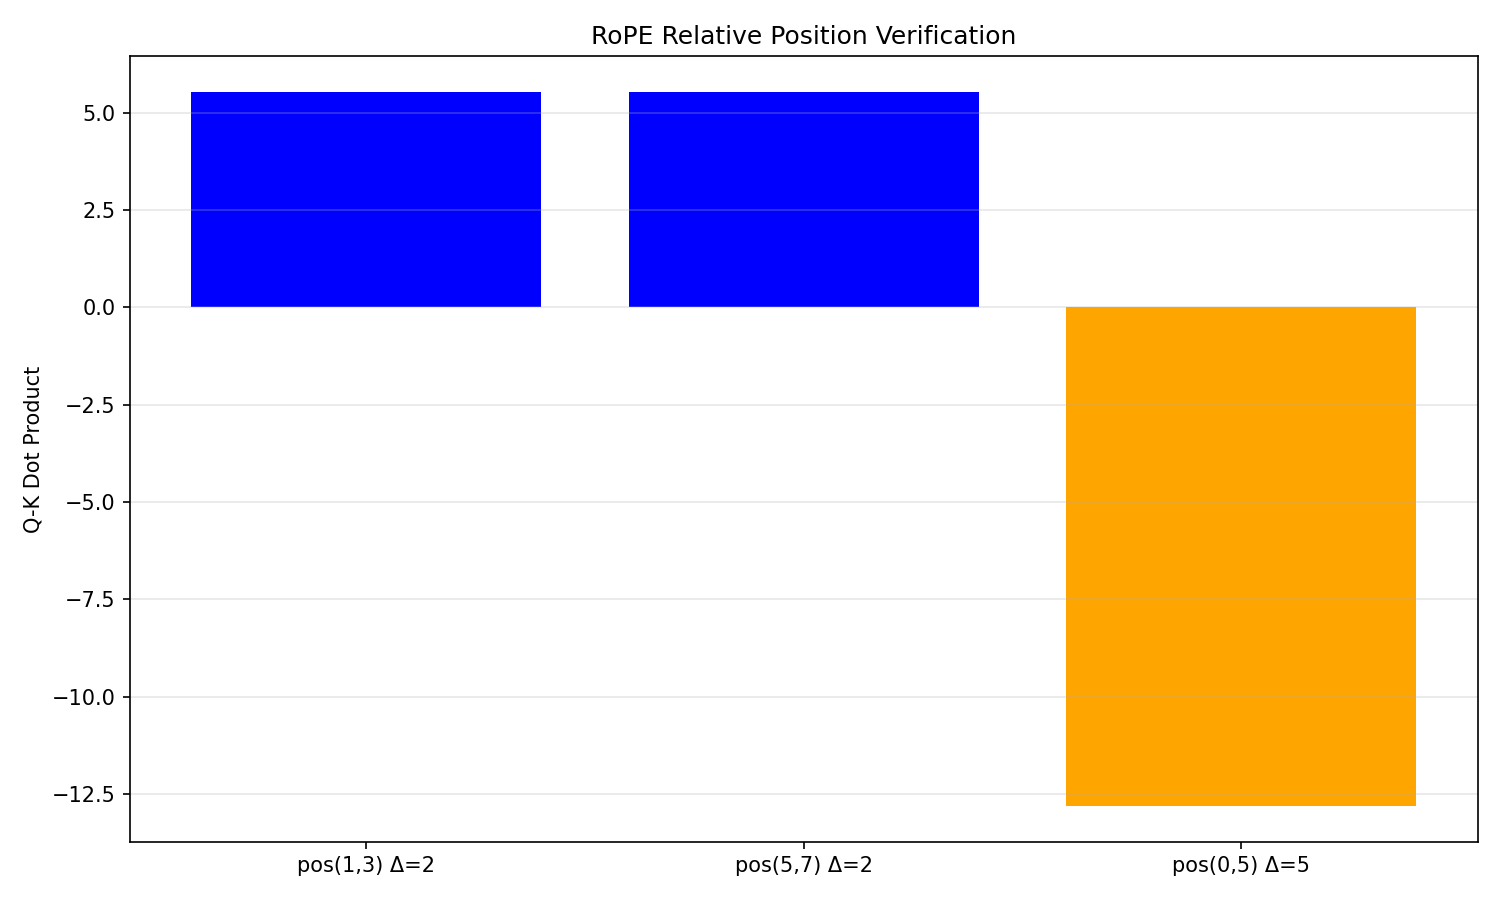 RoPE Relative Position Verification
Q-K Dot Product
5.0
2.5
0.0
−2.5
−5.0
−7.5
−10.0
−12.5
pos(1,3) Δ=2
pos(5,7) Δ=2
pos(0,5) Δ=5